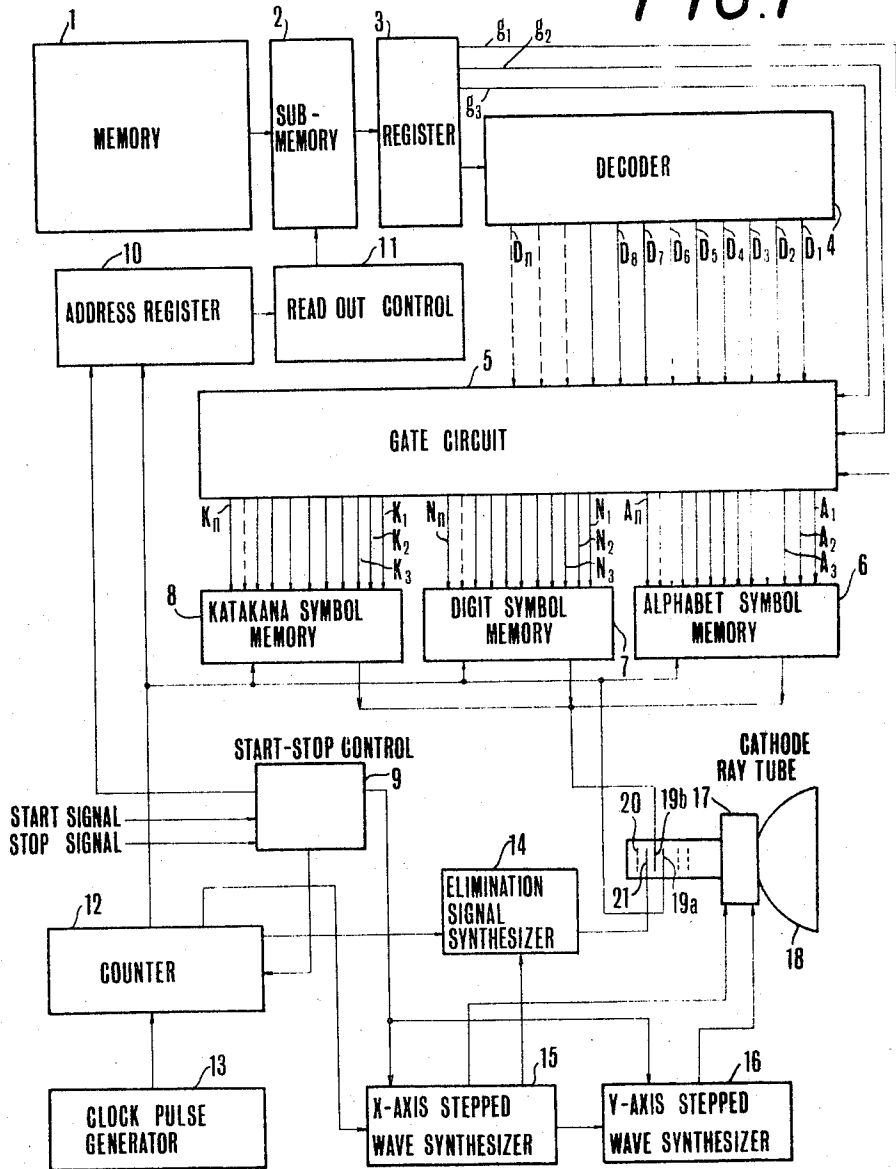 FIG.1
1
2
3
g1
g2
g3
MEMORY
SUB-
MEMORY
REGISTER
DECODER
4
Dn
D8
D7
D6
D5
D4
D3
D2
D1
10
11
ADDRESS REGISTER
READ OUT CONTROL
5
GATE CIRCUIT
Kn
K1
K2
K3
Nn
N1
N2
N3
An
A1
A2
A3
8
KATAKANA SYMBOL
MEMORY
DIGIT SYMBOL
MEMORY
7
ALPHABET SYMBOL
MEMORY
6
START-STOP CONTROL
9
START SIGNAL
STOP SIGNAL
CATHODE
RAY TUBE
20
19b
17
21
19a
18
14
ELIMINATION
SIGNAL
SYNTHESIZER
12
COUNTER
13
CLOCK PULSE
GENERATOR
15
X-AXIS STEPPED
WAVE SYNTHESIZER
16
Y-AXIS STEPPED
WAVE SYNTHESIZER